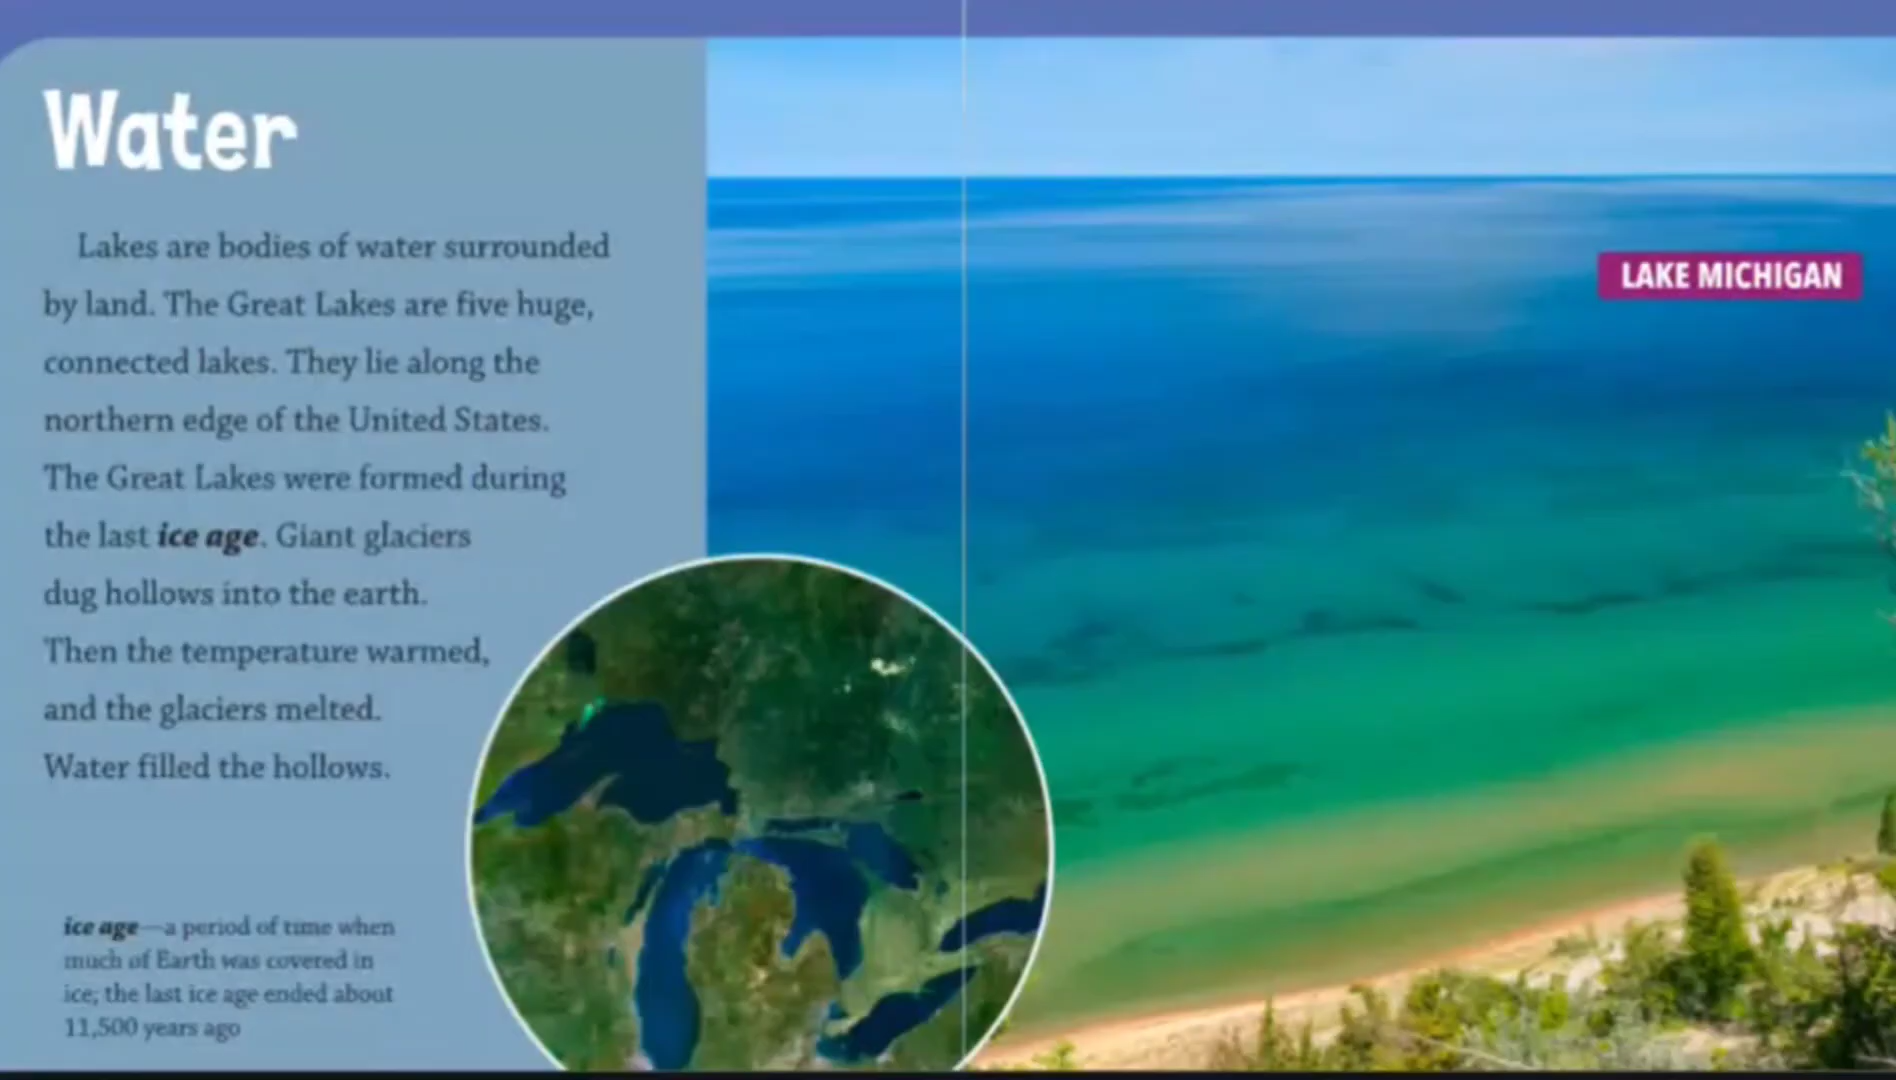 Water
Lakes are bodies of water surrounded
by land. The Great Lakes are five huge,
connected lakes. They lie along the
northern edge of the United States.
The Great Lakes were formed during
the last ice age. Giant glaciers
dug hollows into the earth.
Then the temperature warmed,
and the glaciers melted.
Water filled the hollows.
ice age—a period of time when
much of Earth was covered in
ice; the last ice age ended about
11,500 years ago
LAKE MICHIGAN